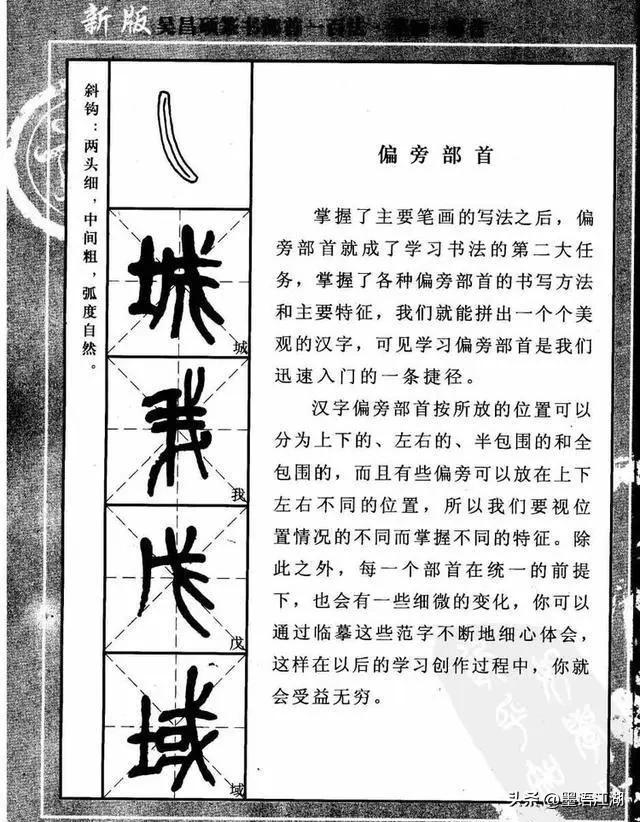 新版
斜钩：两头细，中间粗，弧度自然。
城
我
戊
域
偏旁部首
掌握了主要笔画的写法之后，偏
旁部首就成了学习书法的第二大任
务，掌握了各种偏旁部首的书写方法
和主要特征，我们就能拼出一个个美
观的汉字，可见学习偏旁部首是我们
迅速入门的一条捷径。
汉字偏旁部首按所放的位置可以
分为上下的、左右的、半包围的和全
包围的，而且有些偏旁可以放在上下
左右不同的位置，所以我们要视位
置情况的不同而掌握不同的特征。除
此之外，每一个部首在统一的前提
下，也会有一些细微的变化，你可以
通过临摹这些范字不断地细心体会，
这样在以后的学习创作过程中，你就
会受益无穷。
头条@墨语江湖